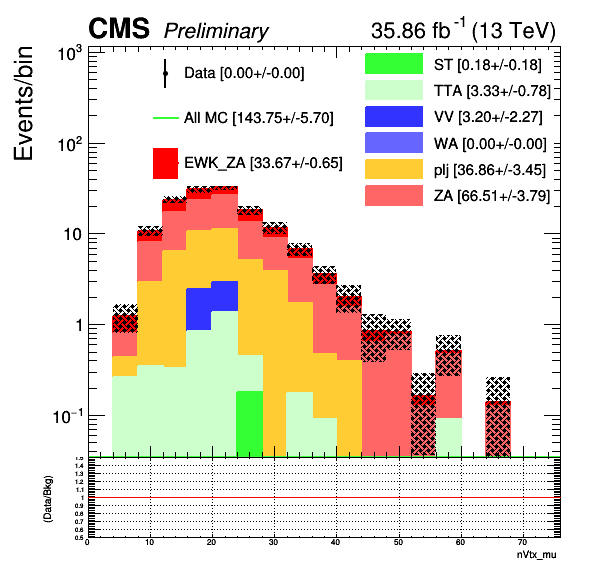 CMS Preliminary 35.86 fb⁻¹ (13 TeV)
Events/bin
10³
10²
10
1
10⁻¹
Data [0.00+/-0.00]
All MC [143.75+/-5.70]
EWK_ZA [33.67+/-0.65]
ST [0.18+/-0.18]
TTA [3.33+/-0.78]
VV [3.20+/-2.27]
WA [0.00+/-0.00]
plj [36.86+/-3.45]
ZA [66.51+/-3.79]
(Data/Bkg)
1.5
1.4
1.3
1.2
1.1
1
0.9
0.8
0.7
0.6
0.5
0 10 20 30 40 50 60 70
nVtx_mu